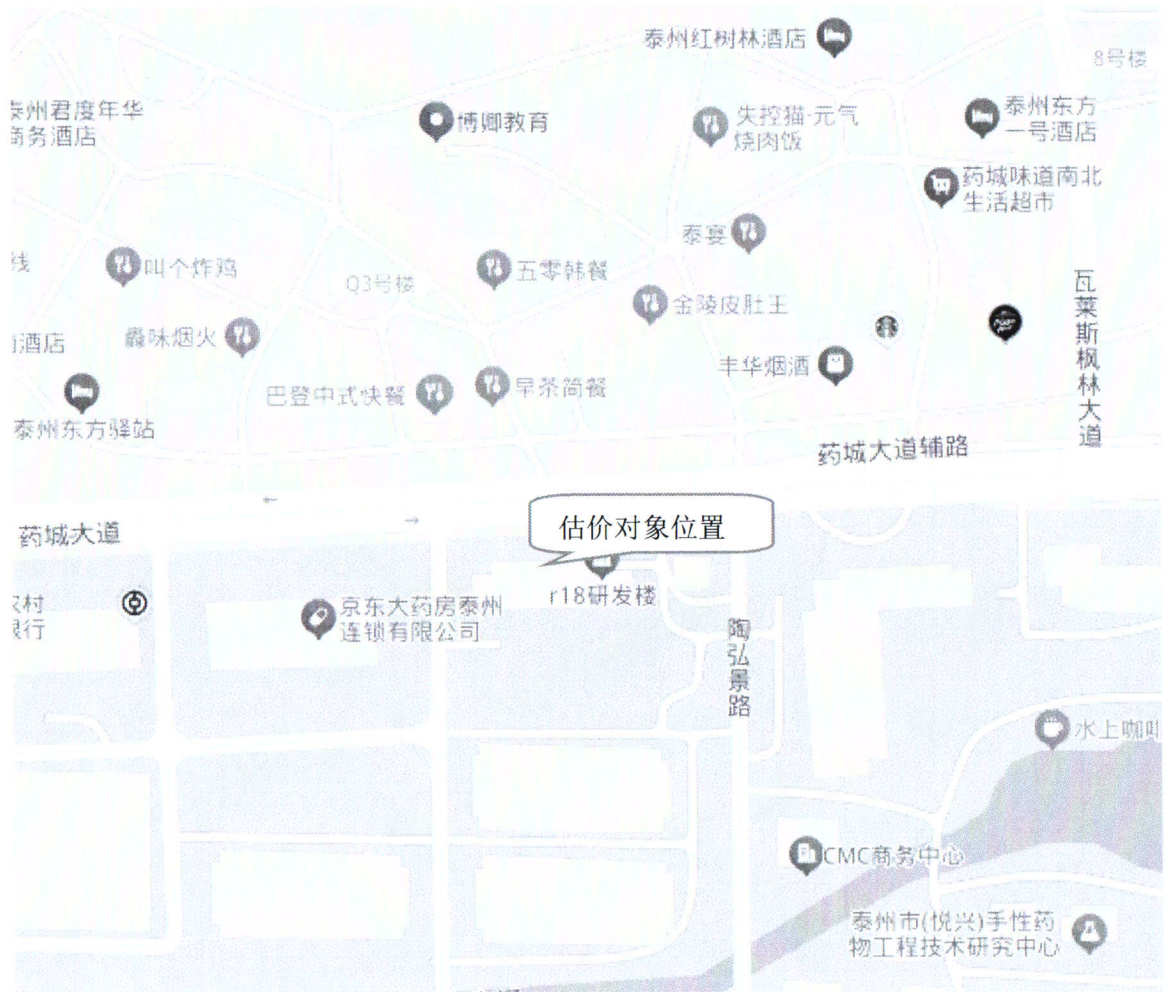 泰州红树林酒店
8号楼
泰州君度年华
商务酒店
博卿教育
失控猫·元气
烧肉饭
泰州东方
一号酒店
药城味道南北
生活超市
泰宴
线
叫个炸鸡
Q3号楼
五零韩餐
金陵皮肚王
瓦莱斯枫林大道
酒店
馫味烟火
丰华烟酒
巴登中式快餐
早茶简餐
泰州东方驿站
药城大道辅路
药城大道
估价对象位置
r18研发楼
村
银行
京东大药房泰州
连锁有限公司
陶弘景路
水上咖啡
CMC商务中心
泰州市(悦兴)手性药
物工程技术研究中心